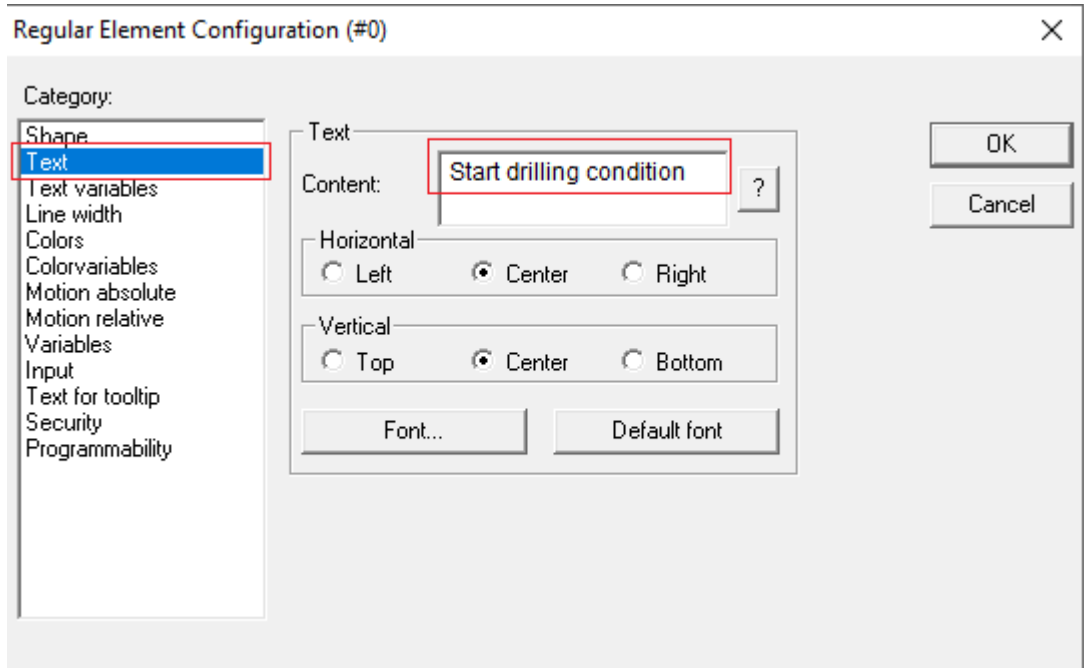 Regular Element Configuration (#0)
Category:
Shape
Text
Text variables
Line width
Colors
Colorvariables
Motion absolute
Motion relative
Variables
Input
Text for tooltip
Security
Programmability
Text
Content:
Start drilling condition
?
Horizontal
Left Center Right
Vertical
Top Center Bottom
Font... Default font
OK
Cancel